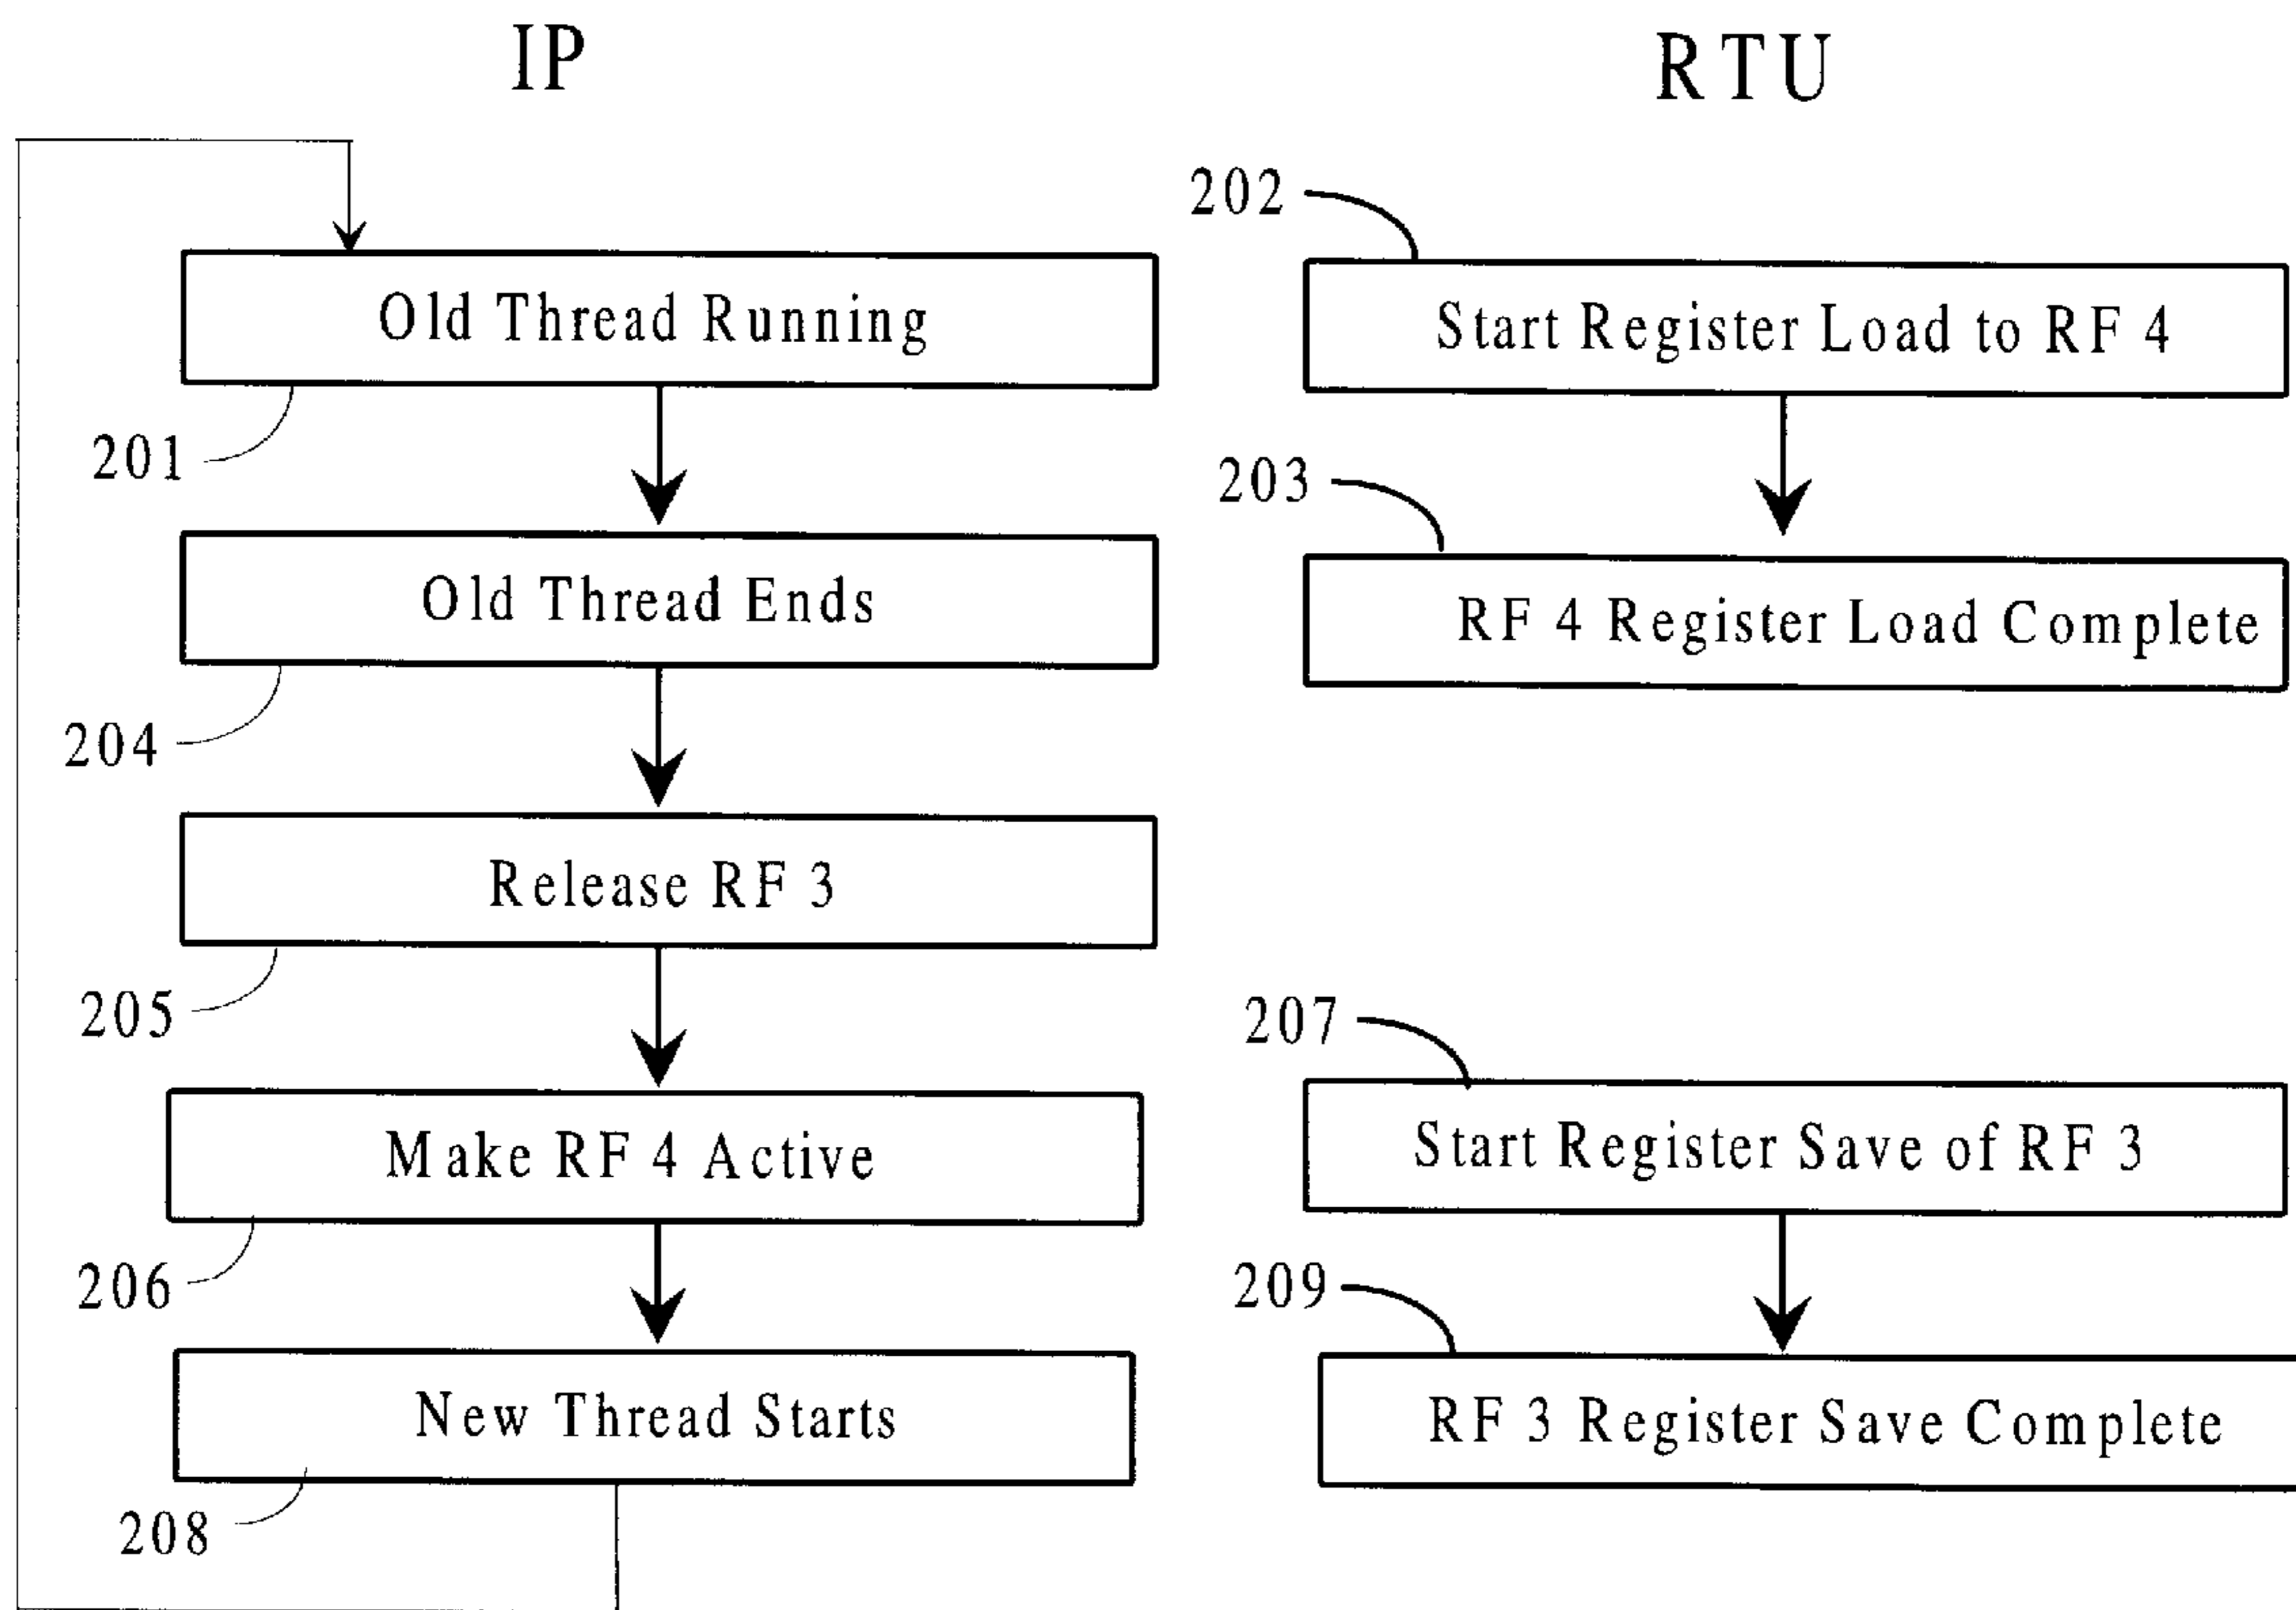 IP
RTU
202
Old Thread Running
Start Register Load to RF 4
201
203
Old Thread Ends
RF 4 Register Load Complete
204
Release RF 3
205
207
Make RF 4 Active
Start Register Save of RF 3
206
209
New Thread Starts
RF 3 Register Save Complete
208